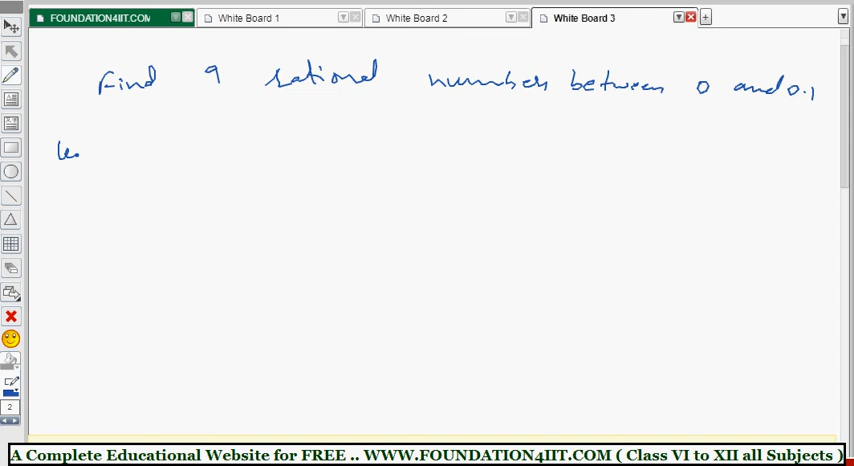 FOUNDATION4IIT.COM White Board 1 White Board 2 White Board 3
Find 9 rational numbers between 0 and 0.1
2
A Complete Educational Website for FREE .. WWW.FOUNDATION4IIT.COM ( Class VI to XII all Subjects )